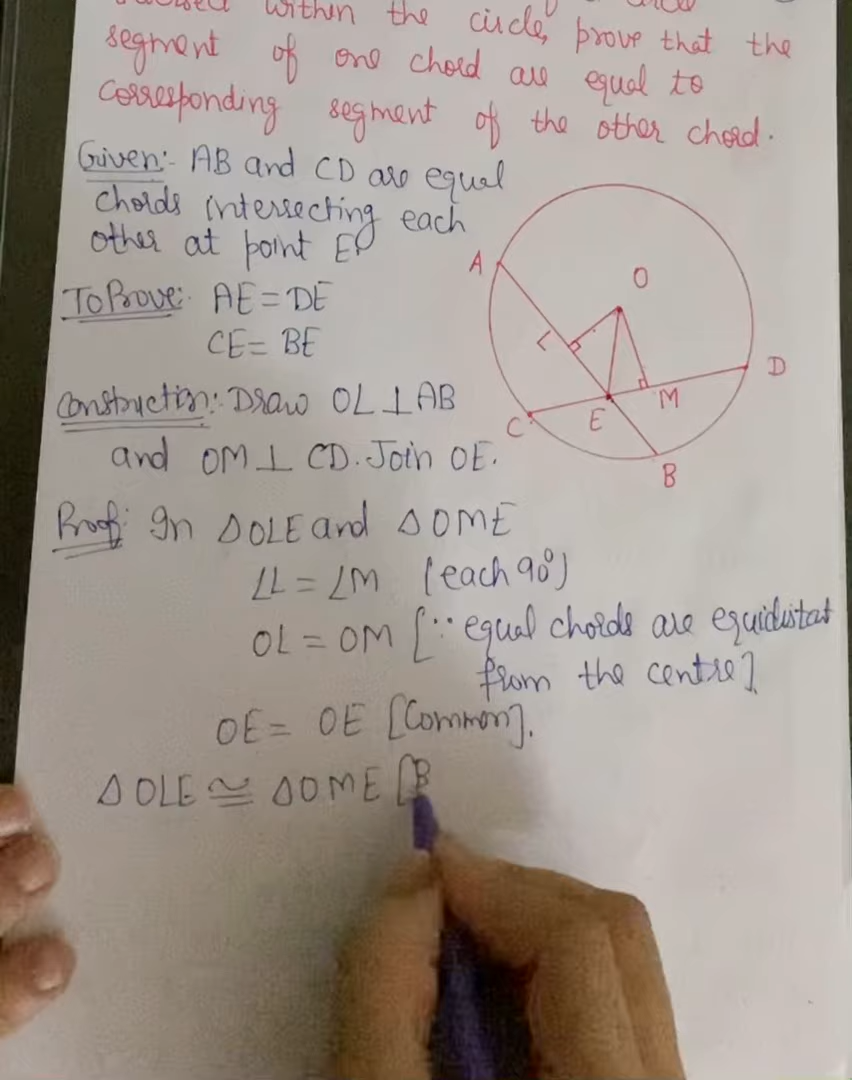 within the circle, prove that the
segment of one chord are equal to
corresponding segment of the other chord.
Given:- AB and CD are equal
chords intersecting each
other at point E.
To Prove: AE = DE
CE = BE
Construction:- Draw OL ⊥ AB
and OM ⊥ CD. Join OE.
A
O
L
D
M
E
C
B
Proof: In △OLE and △OME
∠L = ∠M (each 90°)
OL = OM [∵ equal chords are equidistat
from the centre].
OE = OE [Common].
△OLE ≅ △OME [B